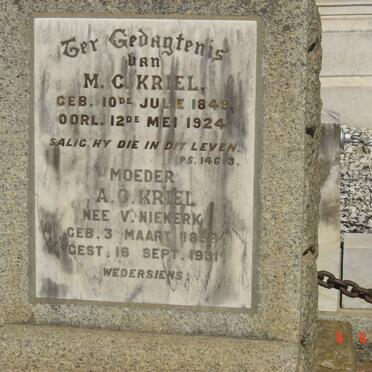 Ter Gedagtenis
van
M. C. KRIEL,
GEB. 10DE JULIE 1849
OORL. 12DE MEI 1924
SALIG HY DIE IN DIT LEVEN.
PS. 146:3.
MOEDER
A. O. KRIEL
NEE V. NIEKERK
GEB. 3 MAART 1858
GEST. 16 SEPT. 1931
WEDERSIENS.